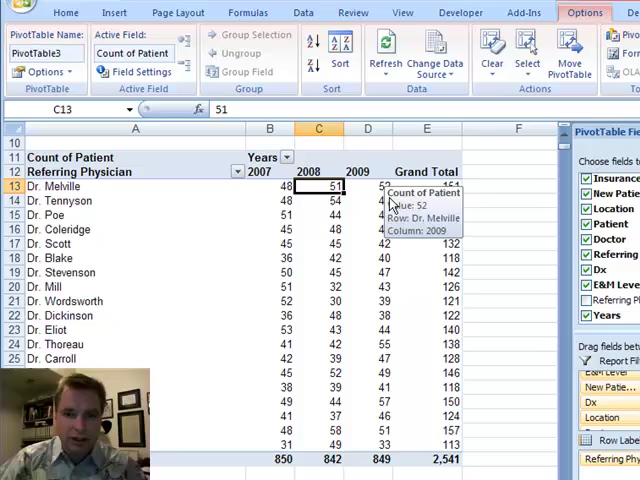 Home Insert Page Layout Formulas Data Review View Developer Add-Ins Options D
PivotTable Name: Active Field: Group Selection
PivotTable3 Count of Patient Ungroup
Options Field Settings Group Field
Sort Refresh Change Data Source Clear Select Move PivotTable
PivotTable Active Field Group Sort Data Actions
C13 fx 51
A B C D E F
10
11 Count of Patient Years
12 Referring Physician 2007 2008 2009 Grand Total
13 Dr. Melville 48 51
14 Dr. Tennyson 48 54
15 Dr. Poe 51 44
16 Dr. Coleridge 45 48
17 Dr. Scott 45 45 42 132
18 Dr. Blake 36 42 40 118
19 Dr. Stevenson 50 45 47 142
20 Dr. Mill 51 32 43 126
21 Dr. Wordsworth 52 30 39 121
22 Dr. Dickinson 36 48 38 122
23 Dr. Eliot 53 43 44 140
24 Dr. Thoreau 41 42 55 138
25 Dr. Carroll 42 39 47 128
45 52 40
38 39 41 118
49 44 57 150
41 37 46 124
48 58 51 157
31 49 33 113
850 842 849 2,541
Count of Patient
Value: 52
Row: Dr. Melville
Column: 2009
PivotTable Fiel
Choose fields to
Insurance
New Patie
Location
Patient
Doctor
Referring
Dx
E&M Leve
Referring Phy
Years
Drag fields betw
Report Filt
E&M Level
New Patie...
Dx
Location
Row Label
Referring Phy